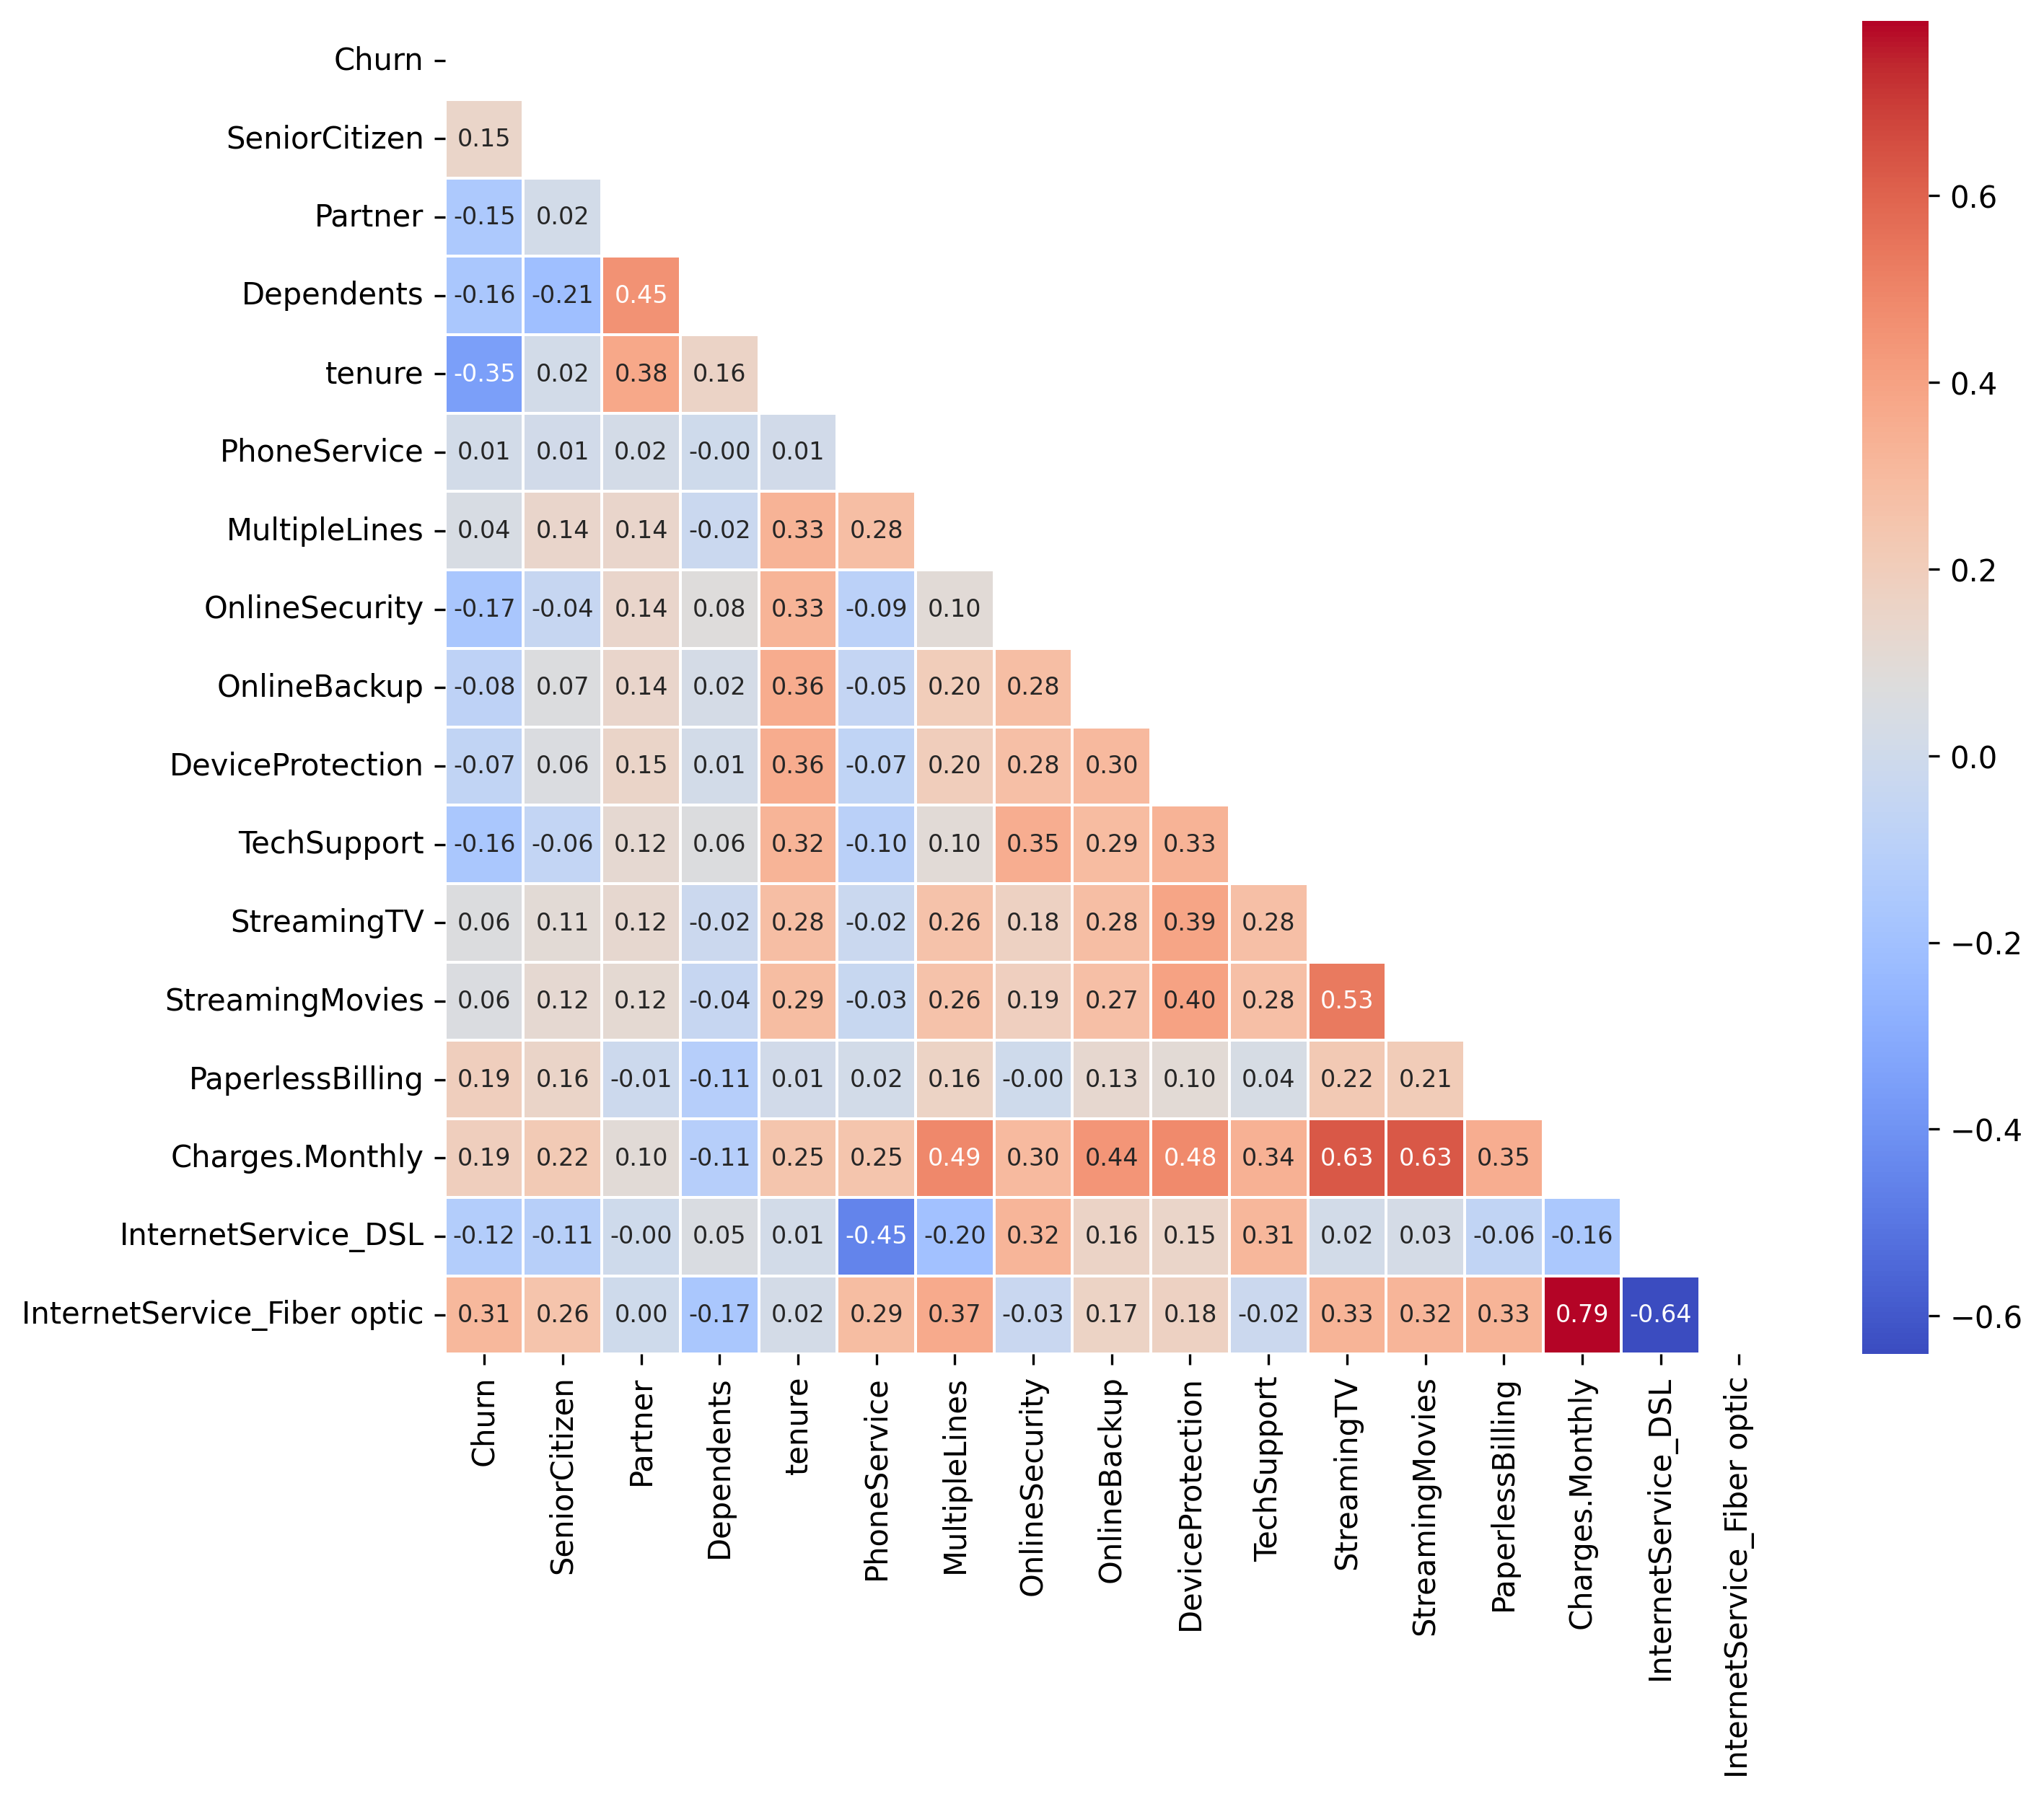 Churn
SeniorCitizen 0.15
Partner -0.15 0.02
Dependents -0.16 -0.21 0.45
tenure -0.35 0.02 0.38 0.16
PhoneService 0.01 0.01 0.02 -0.00 0.01
MultipleLines 0.04 0.14 0.14 -0.02 0.33 0.28
OnlineSecurity -0.17 -0.04 0.14 0.08 0.33 -0.09 0.10
OnlineBackup -0.08 0.07 0.14 0.02 0.36 -0.05 0.20 0.28
DeviceProtection -0.07 0.06 0.15 0.01 0.36 -0.07 0.20 0.28 0.30
TechSupport -0.16 -0.06 0.12 0.06 0.32 -0.10 0.10 0.35 0.29 0.33
StreamingTV 0.06 0.11 0.12 -0.02 0.28 -0.02 0.26 0.18 0.28 0.39 0.28
StreamingMovies 0.06 0.12 0.12 -0.04 0.29 -0.03 0.26 0.19 0.27 0.40 0.28 0.53
PaperlessBilling 0.19 0.16 -0.01 -0.11 0.01 0.02 0.16 -0.00 0.13 0.10 0.04 0.22 0.21
Charges.Monthly 0.19 0.22 0.10 -0.11 0.25 0.25 0.49 0.30 0.44 0.48 0.34 0.63 0.63 0.35
InternetService_DSL -0.12 -0.11 -0.00 0.05 0.01 -0.45 -0.20 0.32 0.16 0.15 0.31 0.02 0.03 -0.06 -0.16
InternetService_Fiber optic 0.31 0.26 0.00 -0.17 0.02 0.29 0.37 -0.03 0.17 0.18 -0.02 0.33 0.32 0.33 0.79 -0.64
Churn
SeniorCitizen
Partner
Dependents
tenure
PhoneService
MultipleLines
OnlineSecurity
OnlineBackup
DeviceProtection
TechSupport
StreamingTV
StreamingMovies
PaperlessBilling
Charges.Monthly
InternetService_DSL
InternetService_Fiber optic
0.6
0.4
0.2
0.0
−0.2
−0.4
−0.6